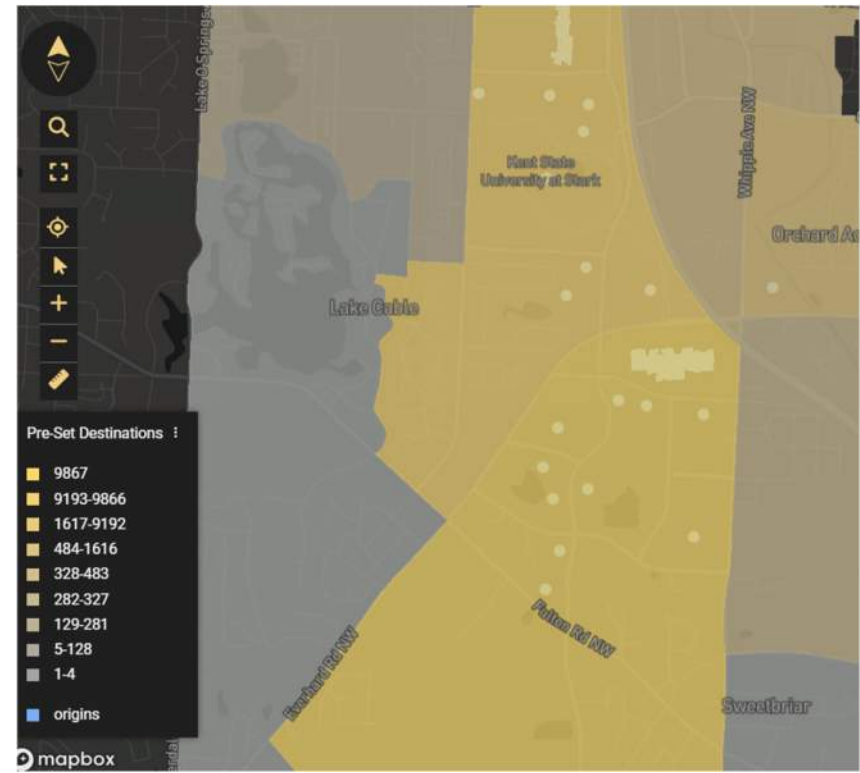 Lake O Springs
Kent State
University at Stark
Whipple Ave NW
Orchard
Lake Cable
Pre-Set Destinations
9867
9193-9866
1617-9192
484-1616
328-483
282-327
129-281
5-128
1-4
origins
Everhard Rd NW
Fulton Rd NW
Sweetbriar
mapbox